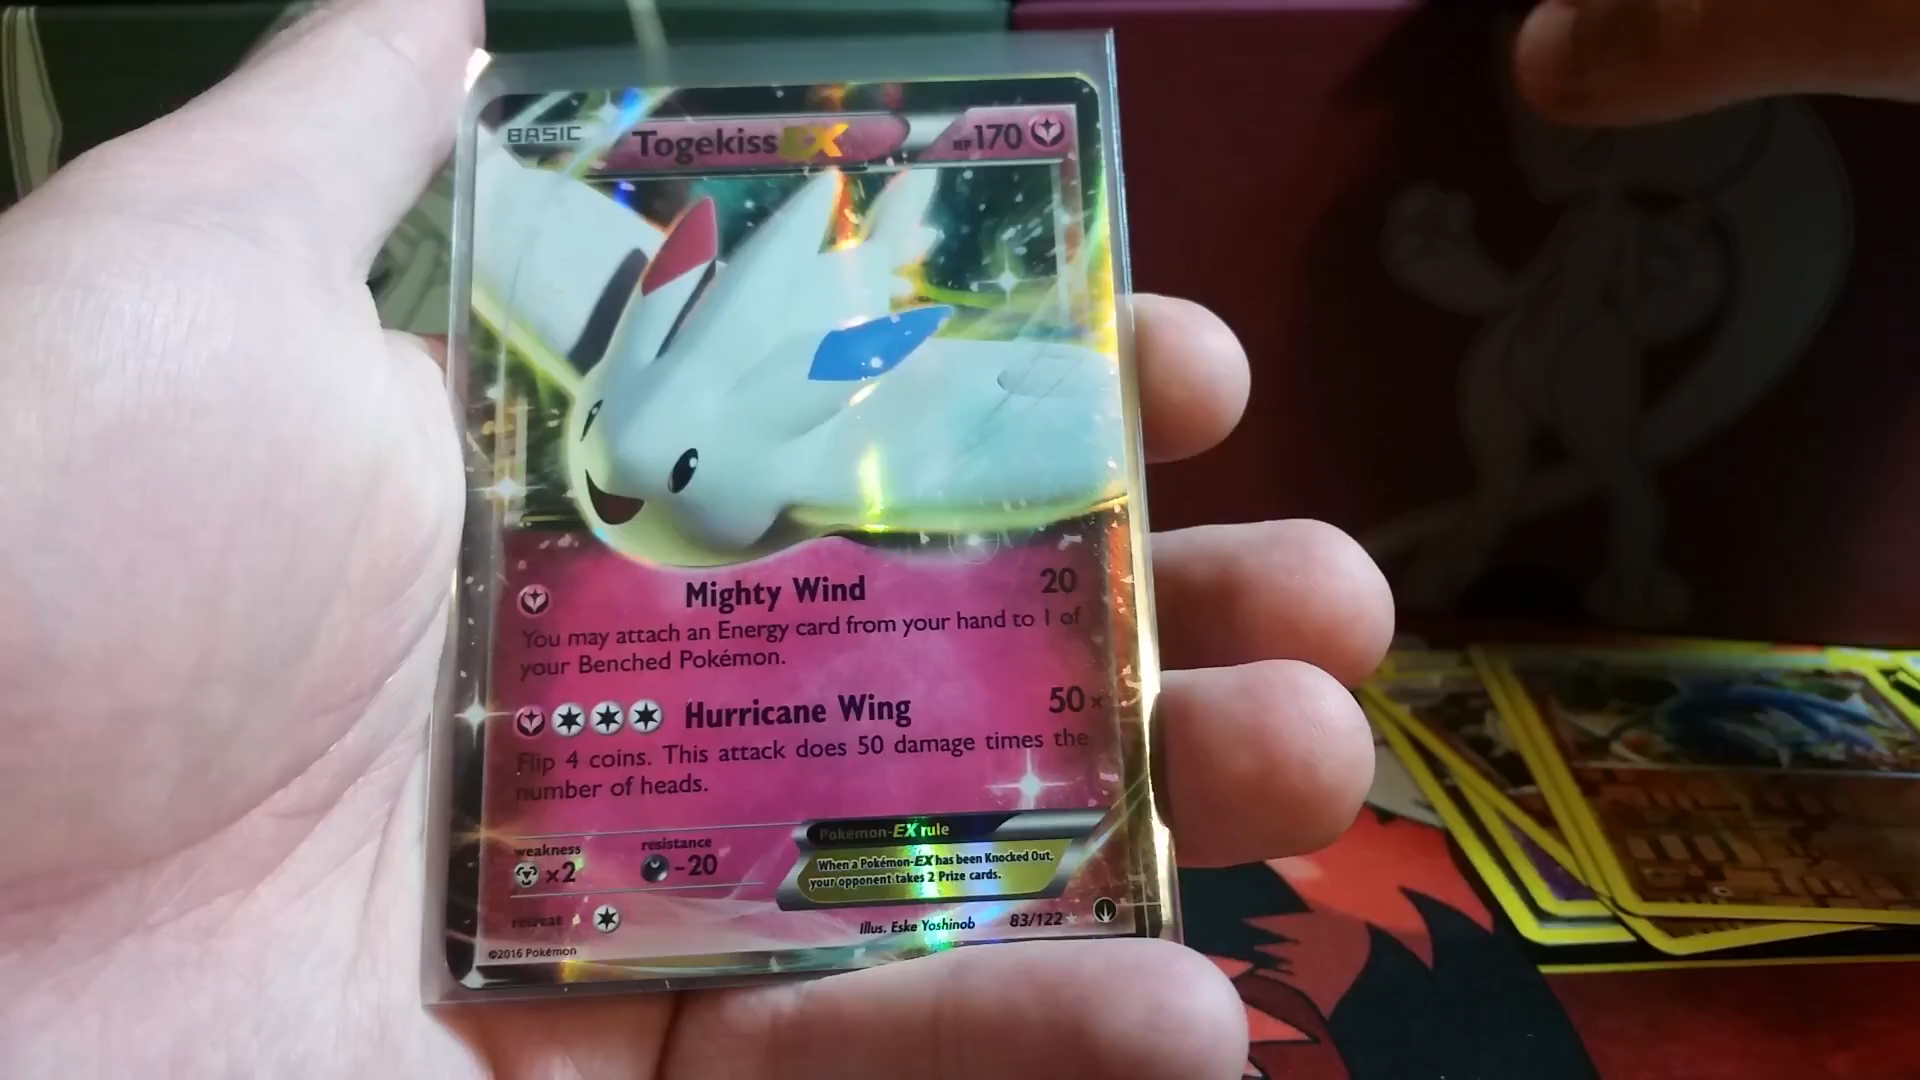 BASIC Togekiss EX HP170
Mighty Wind 20
You may attach an Energy card from your hand to 1 of
your Benched Pokémon.
Hurricane Wing 50×
Flip 4 coins. This attack does 50 damage times the
number of heads.
Pokémon-EX rule
When a Pokémon-EX has been Knocked Out,
your opponent takes 2 Prize cards.
weakness
×2
resistance
-20
retreat
Illus. Eske Yoshinob 83/122
©2016 Pokémon